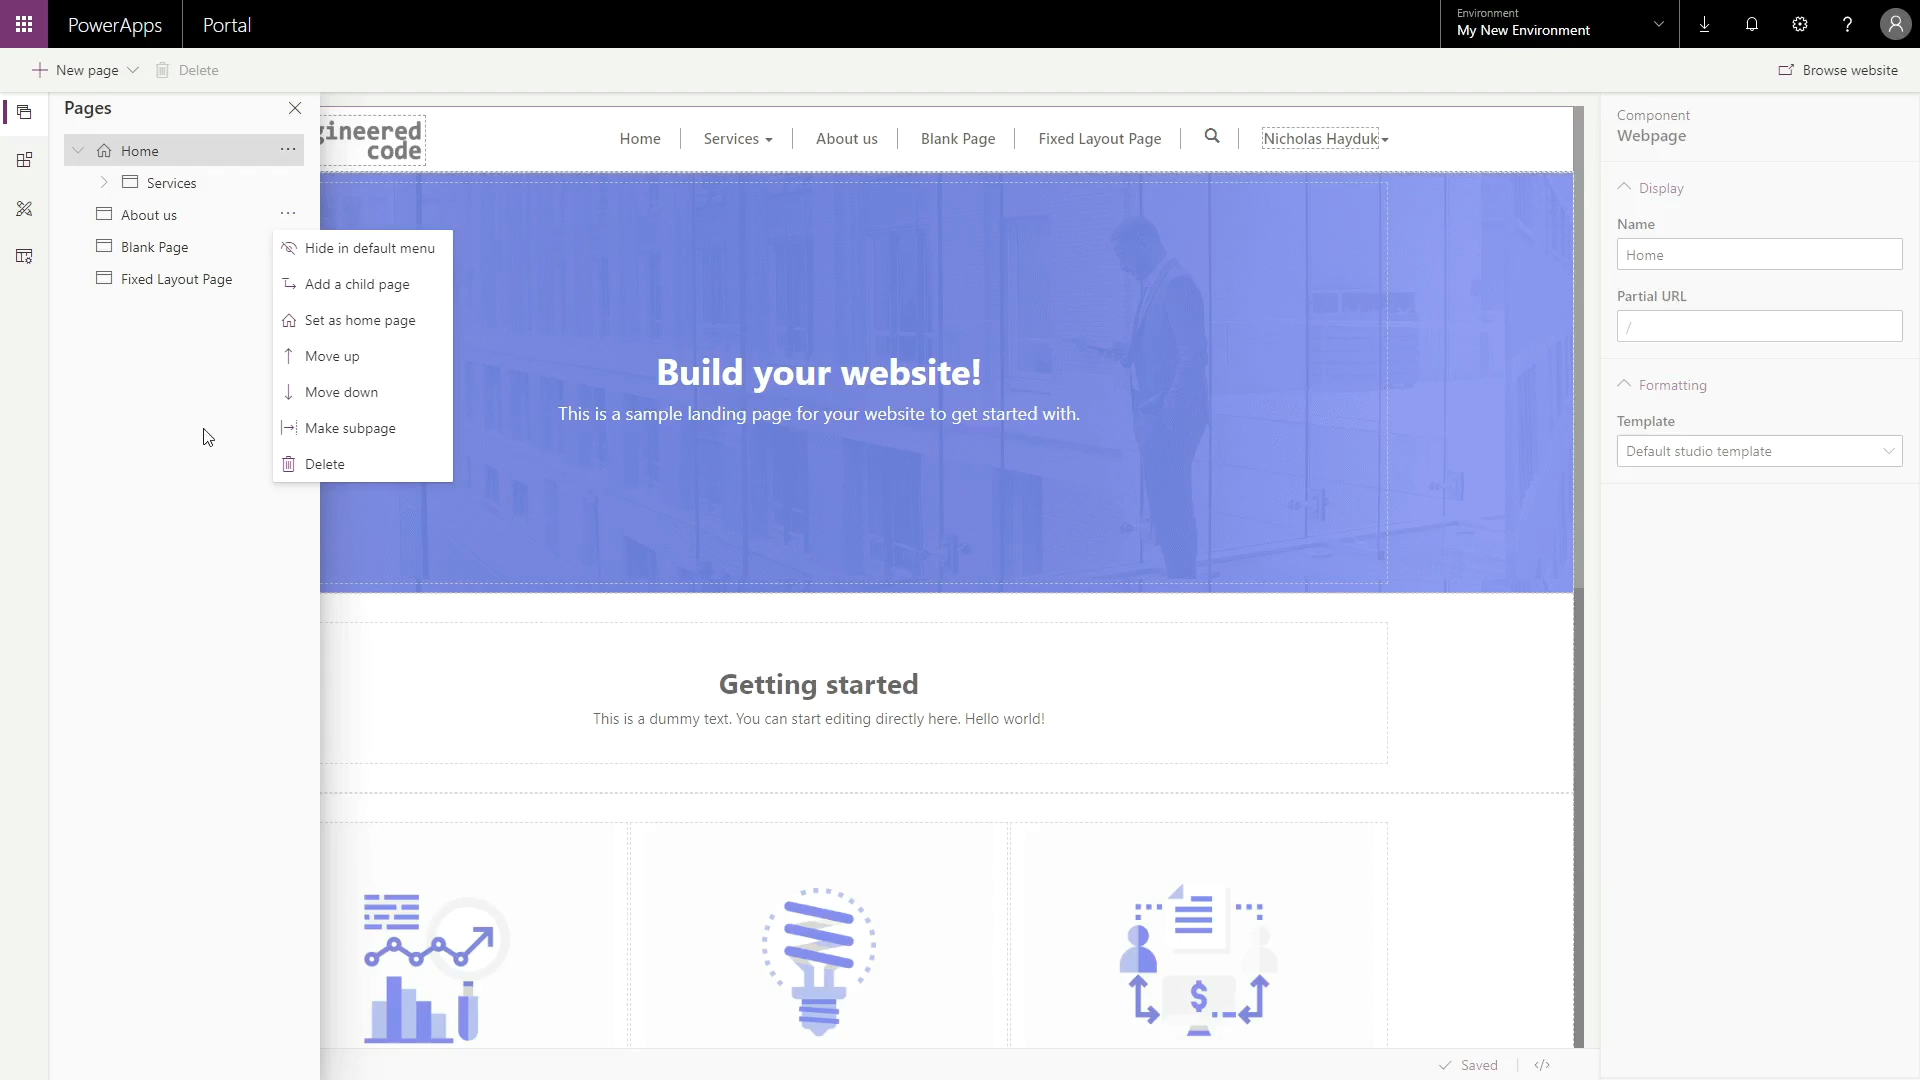 PowerApps
Portal
Environment
My New Environment
New page
Delete
Browse website
Pages
Home
Services
About us
Blank Page
Fixed Layout Page
Hide in default menu
Add a child page
Set as home page
Move up
Move down
Make subpage
Delete
gineered
code
Home
Services
About us
Blank Page
Fixed Layout Page
Nicholas Hayduk
Build your website!
This is a sample landing page for your website to get started with.
Getting started
This is a dummy text. You can start editing directly here. Hello world!
$
Saved
</>
Component
Webpage
Display
Name
Home
Partial URL
/
Formatting
Template
Default studio template